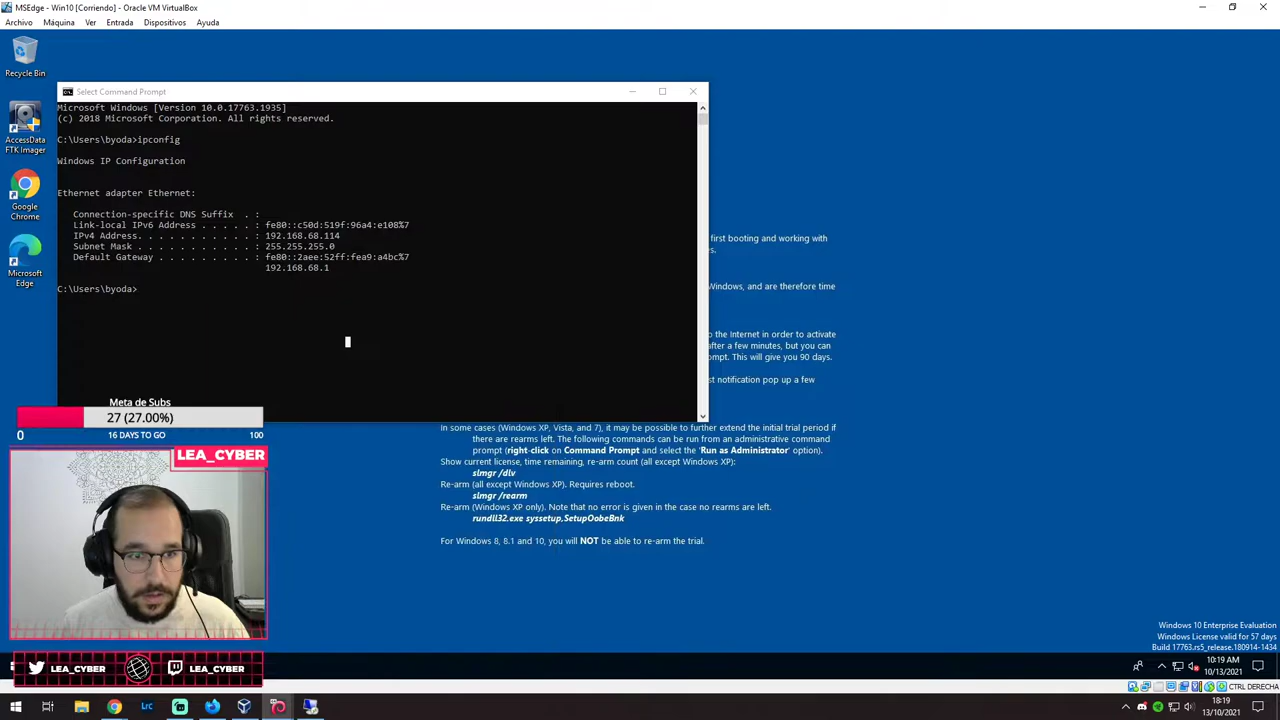 MSEdge - Win10 [Corriendo] - Oracle VM VirtualBox
Archivo Máquina Ver Entrada Dispositivos Ayuda
Recycle Bin
AccessData
FTK Imager
Google
Chrome
Microsoft
Edge
Select Command Prompt
Microsoft Windows [Version 10.0.17763.1935]
(c) 2018 Microsoft Corporation. All rights reserved.
C:\Users\byoda>ipconfig
Windows IP Configuration
Ethernet adapter Ethernet:
Connection-specific DNS Suffix . :
Link-local IPv6 Address . . . . . : fe80::c50d:519f:96a4:e108%7
IPv4 Address. . . . . . . . . . . : 192.168.68.114
Subnet Mask . . . . . . . . . . . : 255.255.255.0
Default Gateway . . . . . . . . . : fe80::2aee:52ff:fea9:a4bc%7
192.168.68.1
C:\Users\byoda>
first booting and working with
s.
Windows, and are therefore time
o the Internet in order to activate
after a few minutes, but you can
ompt. This will give you 90 days.
st notification pop up a few
In some cases (Windows XP, Vista, and 7), it may be possible to further extend the initial trial period if
there are rearms left. The following commands can be run from an administrative command
prompt (right-click on Command Prompt and select the 'Run as Administrator' option).
Show current license, time remaining, re-arm count (all except Windows XP):
slmgr /dlv
Re-arm (all except Windows XP). Requires reboot.
slmgr /rearm
Re-arm (Windows XP only). Note that no error is given in the case no rearms are left.
rundll32.exe syssetup,SetupOobeBnk
For Windows 8, 8.1 and 10, you will NOT be able to re-arm the trial.
Meta de Subs
27 (27.00%)
0 16 DAYS TO GO 100
LEA_CYBER
LEA_CYBER LEA_CYBER
Windows 10 Enterprise Evaluation
Windows License valid for 57 days
Build 17763.rs5_release.180914-1434
10:19 AM
10/13/2021
CTRL DERECHA
Lrc
18:19
13/10/2021